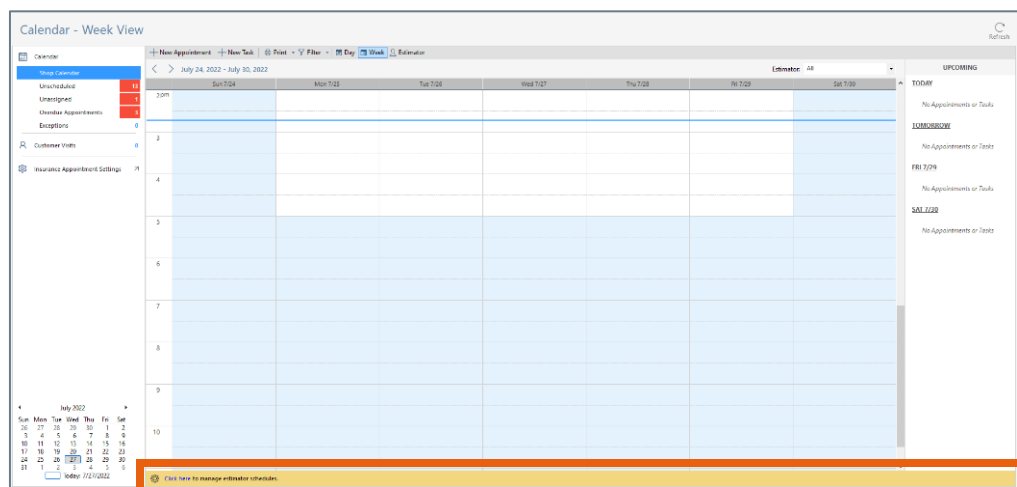 Calendar - Week View
Refresh
Calendar
Shop Calendar
Unscheduled 13
Unassigned 1
Overdue Appointments 3
Exceptions 0
Customer Visits 0
Insurance Appointment Settings
New Appointment New Task Print Filter Day Week Estimator
July 24, 2022 - July 30, 2022 Estimator: All
Sun 7/24 Mon 7/25 Tue 7/26 Wed 7/27 Thu 7/28 Fri 7/29 Sat 7/30
2pm
3
4
5
6
7
8
9
10
UPCOMING
TODAY
No Appointments or Tasks
TOMORROW
No Appointments or Tasks
FRI 7/29
No Appointments or Tasks
SAT 7/30
No Appointments or Tasks
July 2022
Sun Mon Tue Wed Thu Fri Sat
26 27 28 29 30 1 2
3 4 5 6 7 8 9
10 11 12 13 14 15 16
17 18 19 20 21 22 23
24 25 26 27 28 29 30
31 1 2 3 4 5 6
Today: 7/27/2022
Click here to manage estimator schedules.